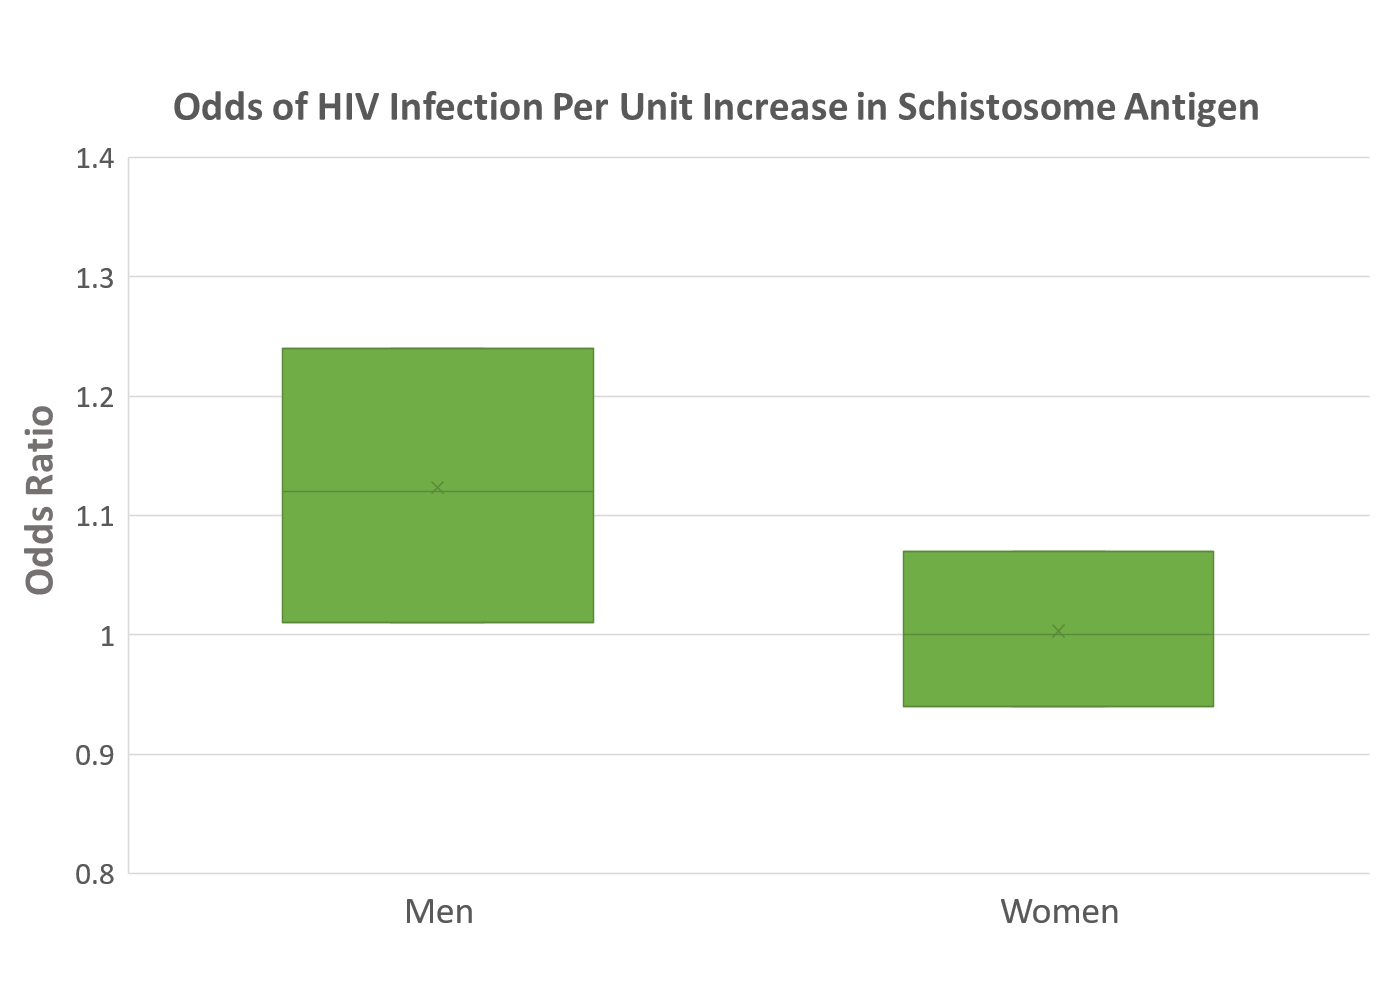 Odds of HIV Infection Per Unit Increase in Schistosome Antigen
1.4
1.3
1.2
1.1
1
0.9
0.8
Odds Ratio
Men
Women